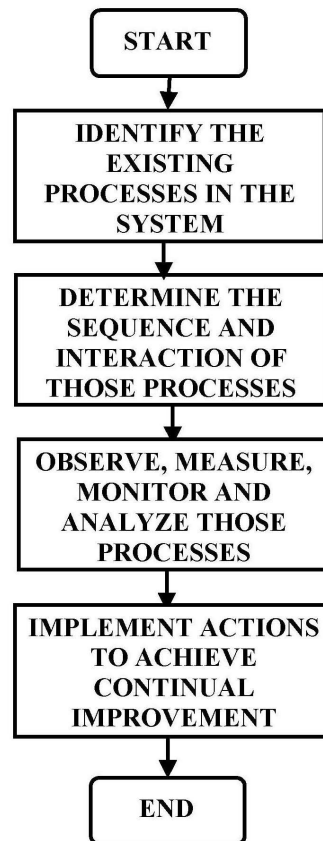 START
IDENTIFY THE
EXISTING
PROCESSES IN THE
SYSTEM
DETERMINE THE
SEQUENCE AND
INTERACTION OF
THOSE PROCESSES
OBSERVE, MEASURE,
MONITOR AND
ANALYZE THOSE
PROCESSES
IMPLEMENT ACTIONS
TO ACHIEVE
CONTINUAL
IMPROVEMENT
END